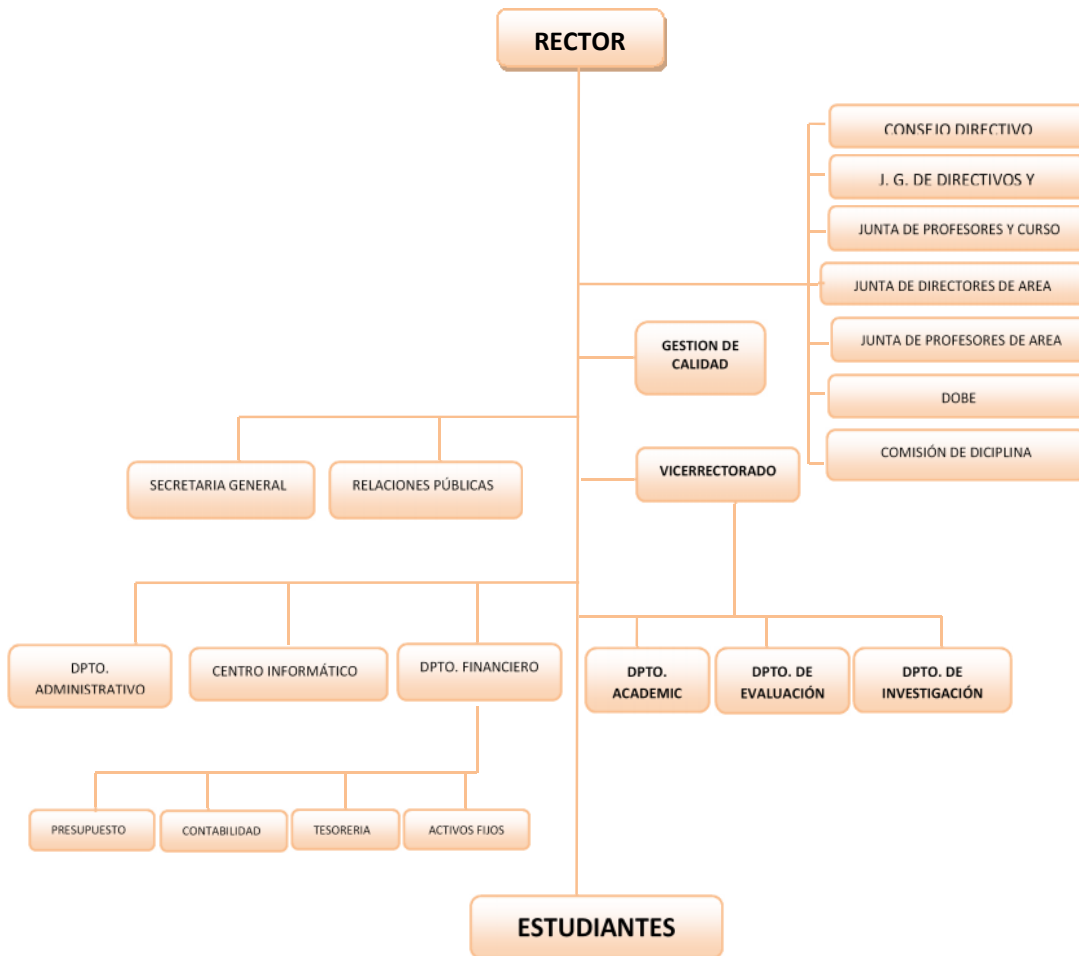 RECTOR
CONSEJO DIRECTIVO
J. G. DE DIRECTIVOS Y
JUNTA DE PROFESORES Y CURSO
JUNTA DE DIRECTORES DE AREA
GESTION DE
CALIDAD
JUNTA DE PROFESORES DE AREA
DOBE
COMISIÓN DE DICIPLINA
SECRETARIA GENERAL
RELACIONES PÚBLICAS
VICERRECTORADO
DPTO.
ADMINISTRATIVO
CENTRO INFORMÁTICO
DPTO. FINANCIERO
DPTO.
ACADEMIC
DPTO. DE
EVALUACIÓN
DPTO. DE
INVESTIGACIÓN
PRESUPUESTO
CONTABILIDAD
TESORERIA
ACTIVOS FIJOS
ESTUDIANTES